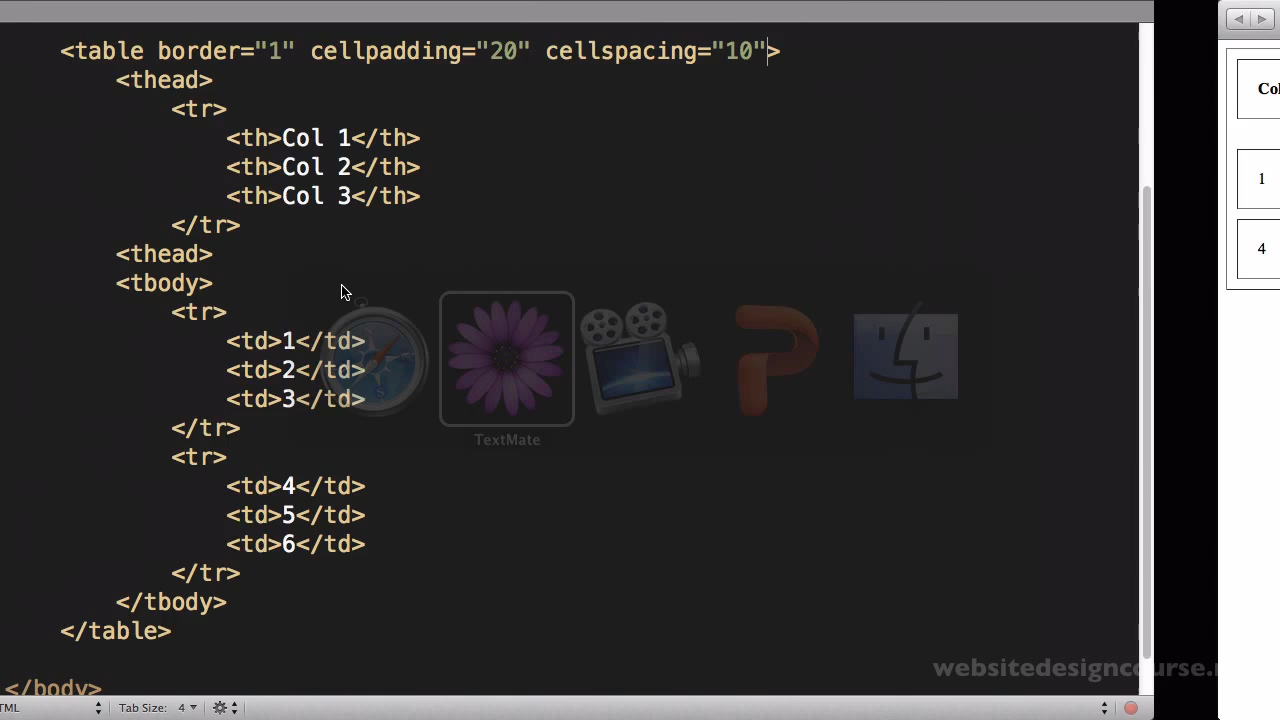 <table border="1" cellpadding="20" cellspacing="10">
<thead>
<tr>
<th>Col 1</th>
<th>Col 2</th>
<th>Col 3</th>
</tr>
<thead>
<tbody>
<tr>
<td>1</td>
<td>2</td>
<td>3</td>
</tr>
<tr>
<td>4</td>
<td>5</td>
<td>6</td>
</tr>
</tbody>
</table>
</body>
TextMate
Col
1
4
websitedesigncourse.
TML
Tab Size: 4